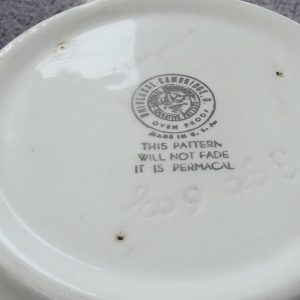 UNIVERSAL CAMBRIDGE, O.
OVEN PROOF
MADE IN U.S.A.
THIS PATTERN
WILL NOT FADE
IT IS PERMACAL